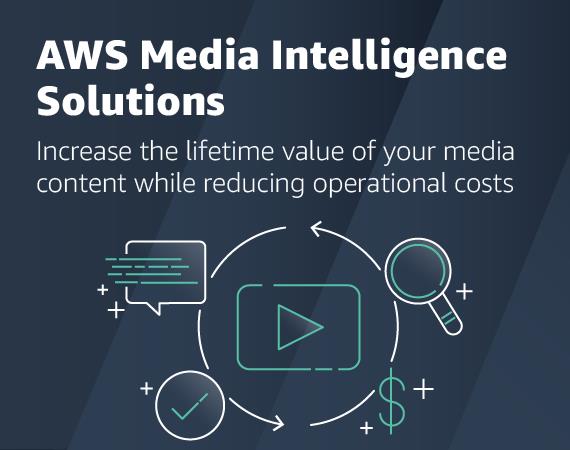 AWS Media Intelligence
Solutions
Increase the lifetime value of your media
content while reducing operational costs
$